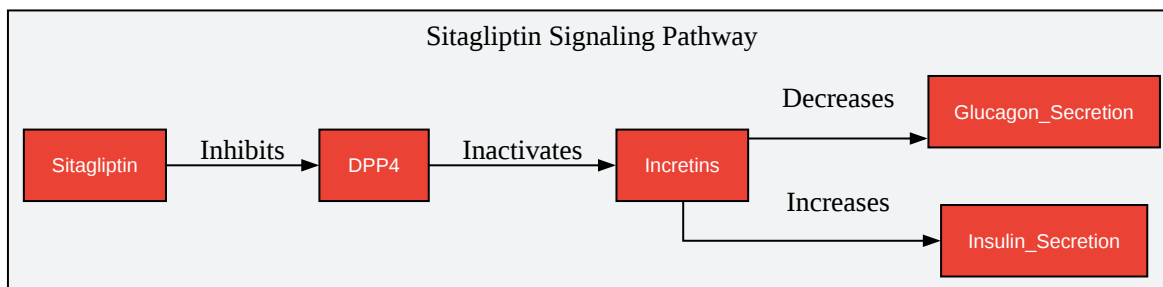 Sitagliptin Signaling Pathway
Sitagliptin
Inhibits
DPP4
Inactivates
Incretins
Decreases
Glucagon_Secretion
Increases
Insulin_Secretion